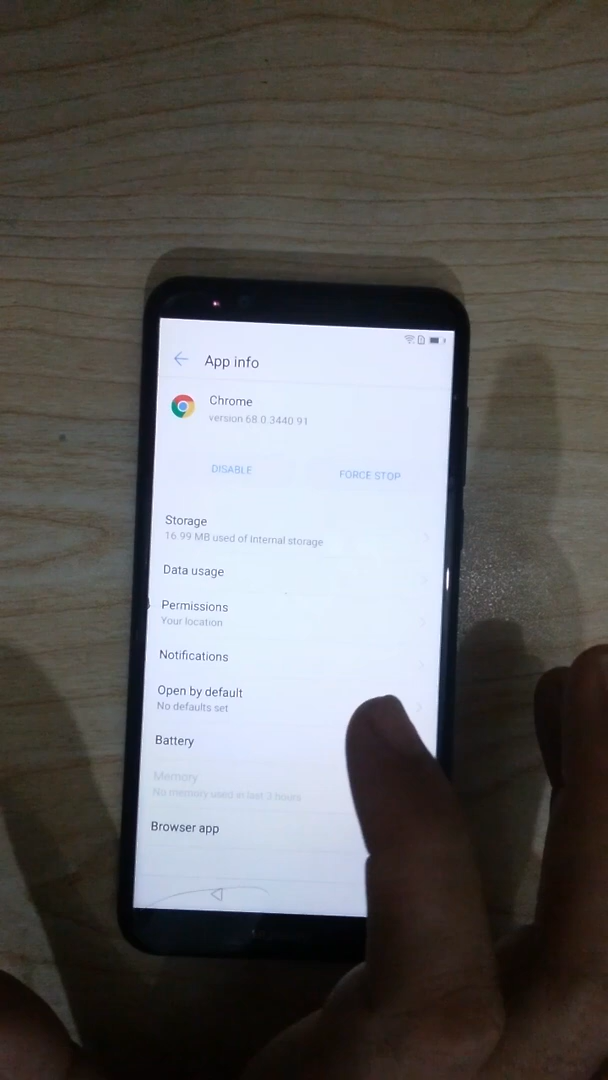 App info
Chrome
version 68.0.3440.91
DISABLE
FORCE STOP
Storage
16.99 MB used of Internal storage
Data usage
Permissions
Your location
Notifications
Open by default
No defaults set
Battery
Memory
No memory used in last 3 hours
Browser app